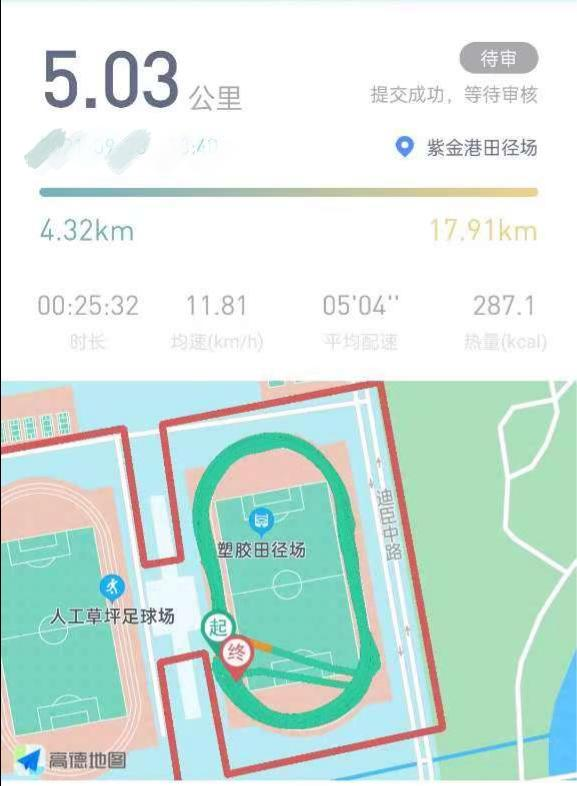 待审
5.03 公里
提交成功，等待审核
紫金港田径场
4.32km
17.91km
00:25:32 11.81 05'04'' 287.1
时长 均速(km/h) 平均配速 热量(kcal)
迪臣中路
塑胶田径场
人工草坪足球场
起
终
高德地图